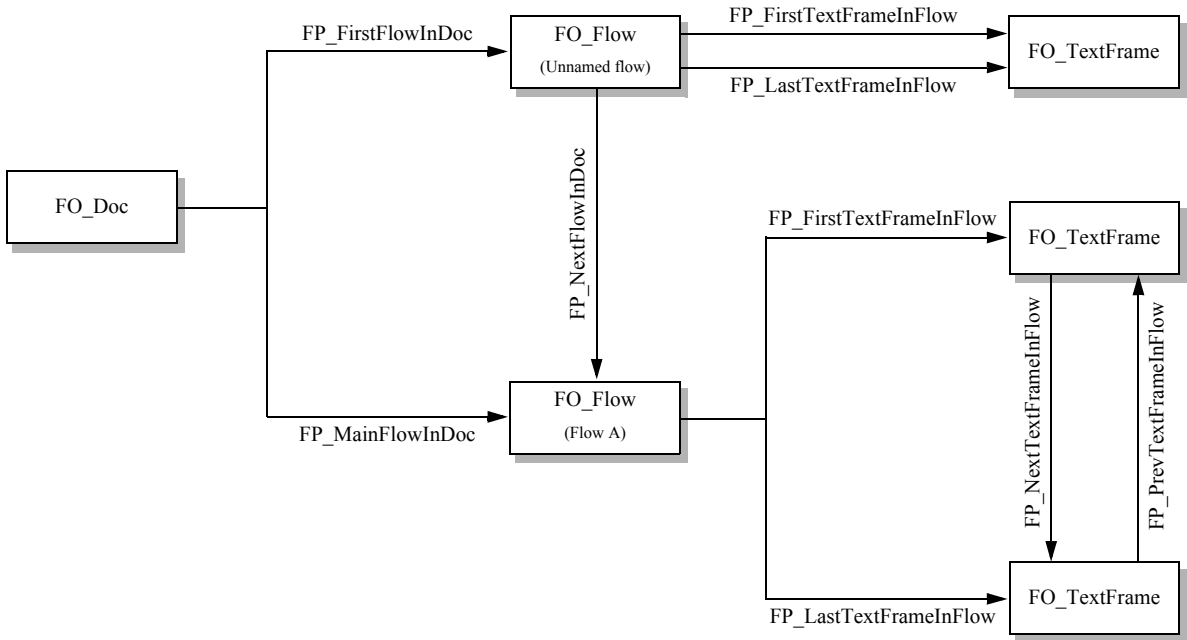 FP_FirstFlowInDoc
FO_Flow
(Unnamed flow)
FP_FirstTextFrameInFlow
FP_LastTextFrameInFlow
FO_TextFrame
FO_Doc
FP_NextFlowInDoc
FP_FirstTextFrameInFlow
FO_TextFrame
FP_NextTextFrameInFlow
FP_PrevTextFrameInFlow
FP_MainFlowInDoc
FO_Flow
(Flow A)
FP_LastTextFrameInFlow
FO_TextFrame